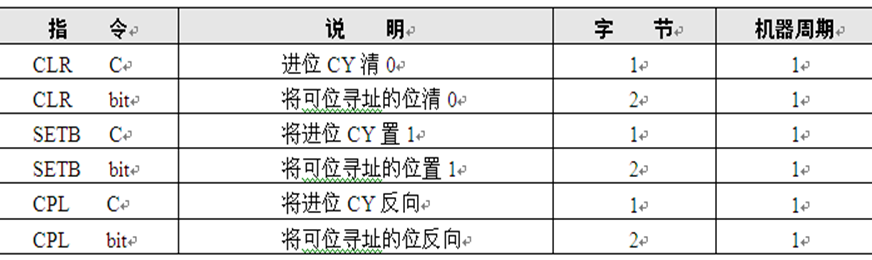 指 令 说 明 字 节 机器周期
CLR C 进位 CY 清 0 1 1
CLR bit 将可位寻址的位清 0 2 1
SETB C 将进位 CY 置 1 1 1
SETB bit 将可位寻址的位置 1 2 1
CPL C 将进位 CY 反向 1 1
CPL bit 将可位寻址的位反向 2 1